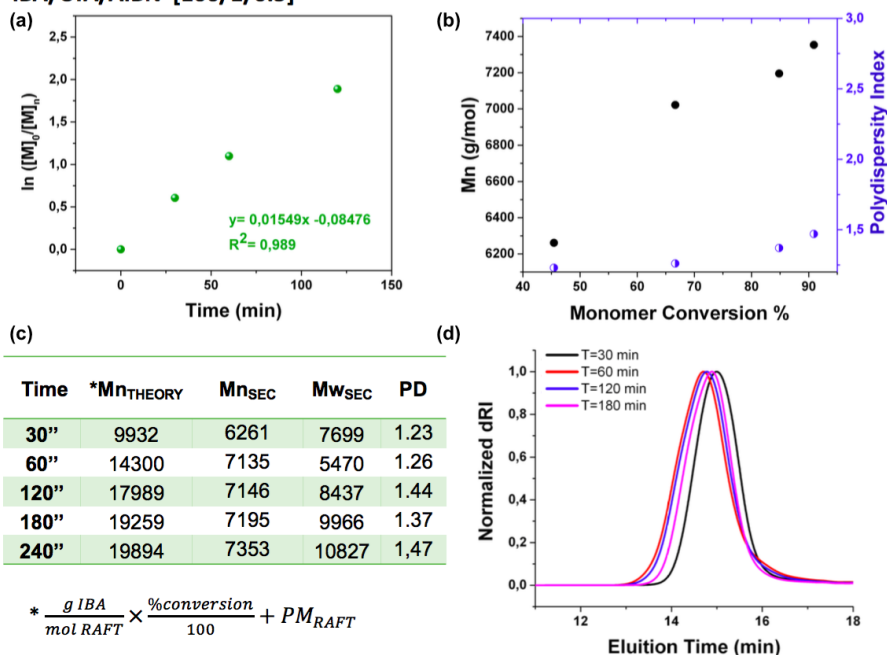 (a)
2,5
2,0
1,5
1,0
0,5
0,0
ln ([M]0/[M]n)
y= 0,01549x -0,08476
R2= 0,989
0 50 100 150
Time (min)
(b)
7400
7200
7000
6800
6600
6400
6200
Mn (g/mol)
3,0
2,5
2,0
1,5
Polydispersity Index
40 50 60 70 80 90
Monomer Conversion %
(c)
Time *MnTHEORY MnSEC MwSEC PD
30” 9932 6261 7699 1.23
60” 14300 7135 5470 1.26
120” 17989 7146 8437 1.44
180” 19259 7195 9966 1.37
240” 19894 7353 10827 1,47
* g IBA / mol RAFT × %conversion / 100 + PMRAFT
(d)
T=30 min
T=60 min
T=120 min
T=180 min
1,0
0,8
0,6
0,4
0,2
0,0
Normalized dRI
12 14 16 18
Eluition Time (min)